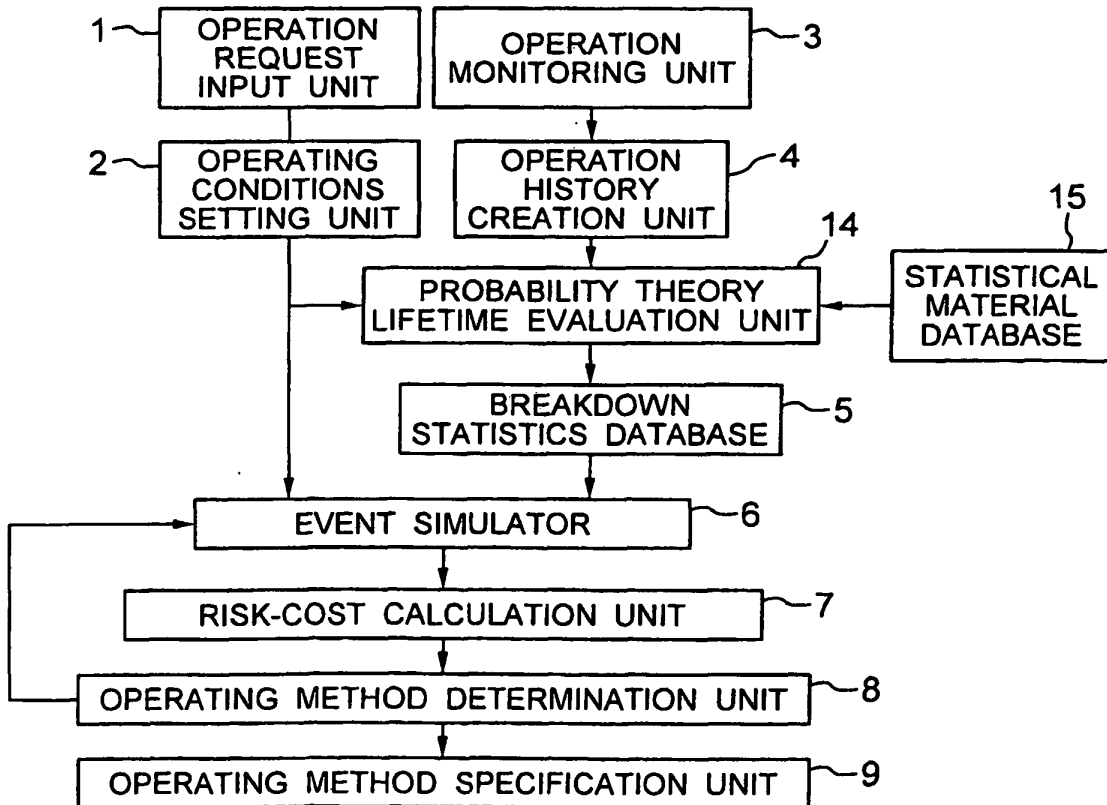 1
OPERATION
REQUEST
INPUT UNIT
OPERATION
MONITORING UNIT
3
2
OPERATING
CONDITIONS
SETTING UNIT
OPERATION
HISTORY
CREATION UNIT
4
14
PROBABILITY THEORY
LIFETIME EVALUATION UNIT
15
STATISTICAL
MATERIAL
DATABASE
BREAKDOWN
STATISTICS DATABASE
5
EVENT SIMULATOR
6
RISK-COST CALCULATION UNIT
7
OPERATING METHOD DETERMINATION UNIT
8
OPERATING METHOD SPECIFICATION UNIT
9